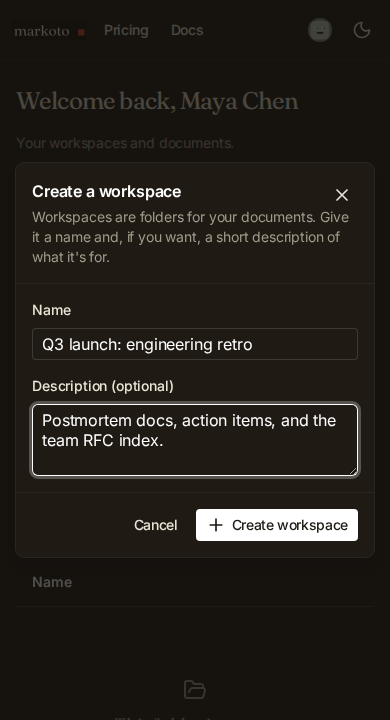 markoto
Pricing
Docs
Welcome back, Maya Chen
Your workspaces and documents.
Create a workspace
Workspaces are folders for your documents. Give
it a name and, if you want, a short description of
what it's for.
Name
Q3 launch: engineering retro
Description (optional)
Postmortem docs, action items, and the
team RFC index.
Cancel
Create workspace
Name